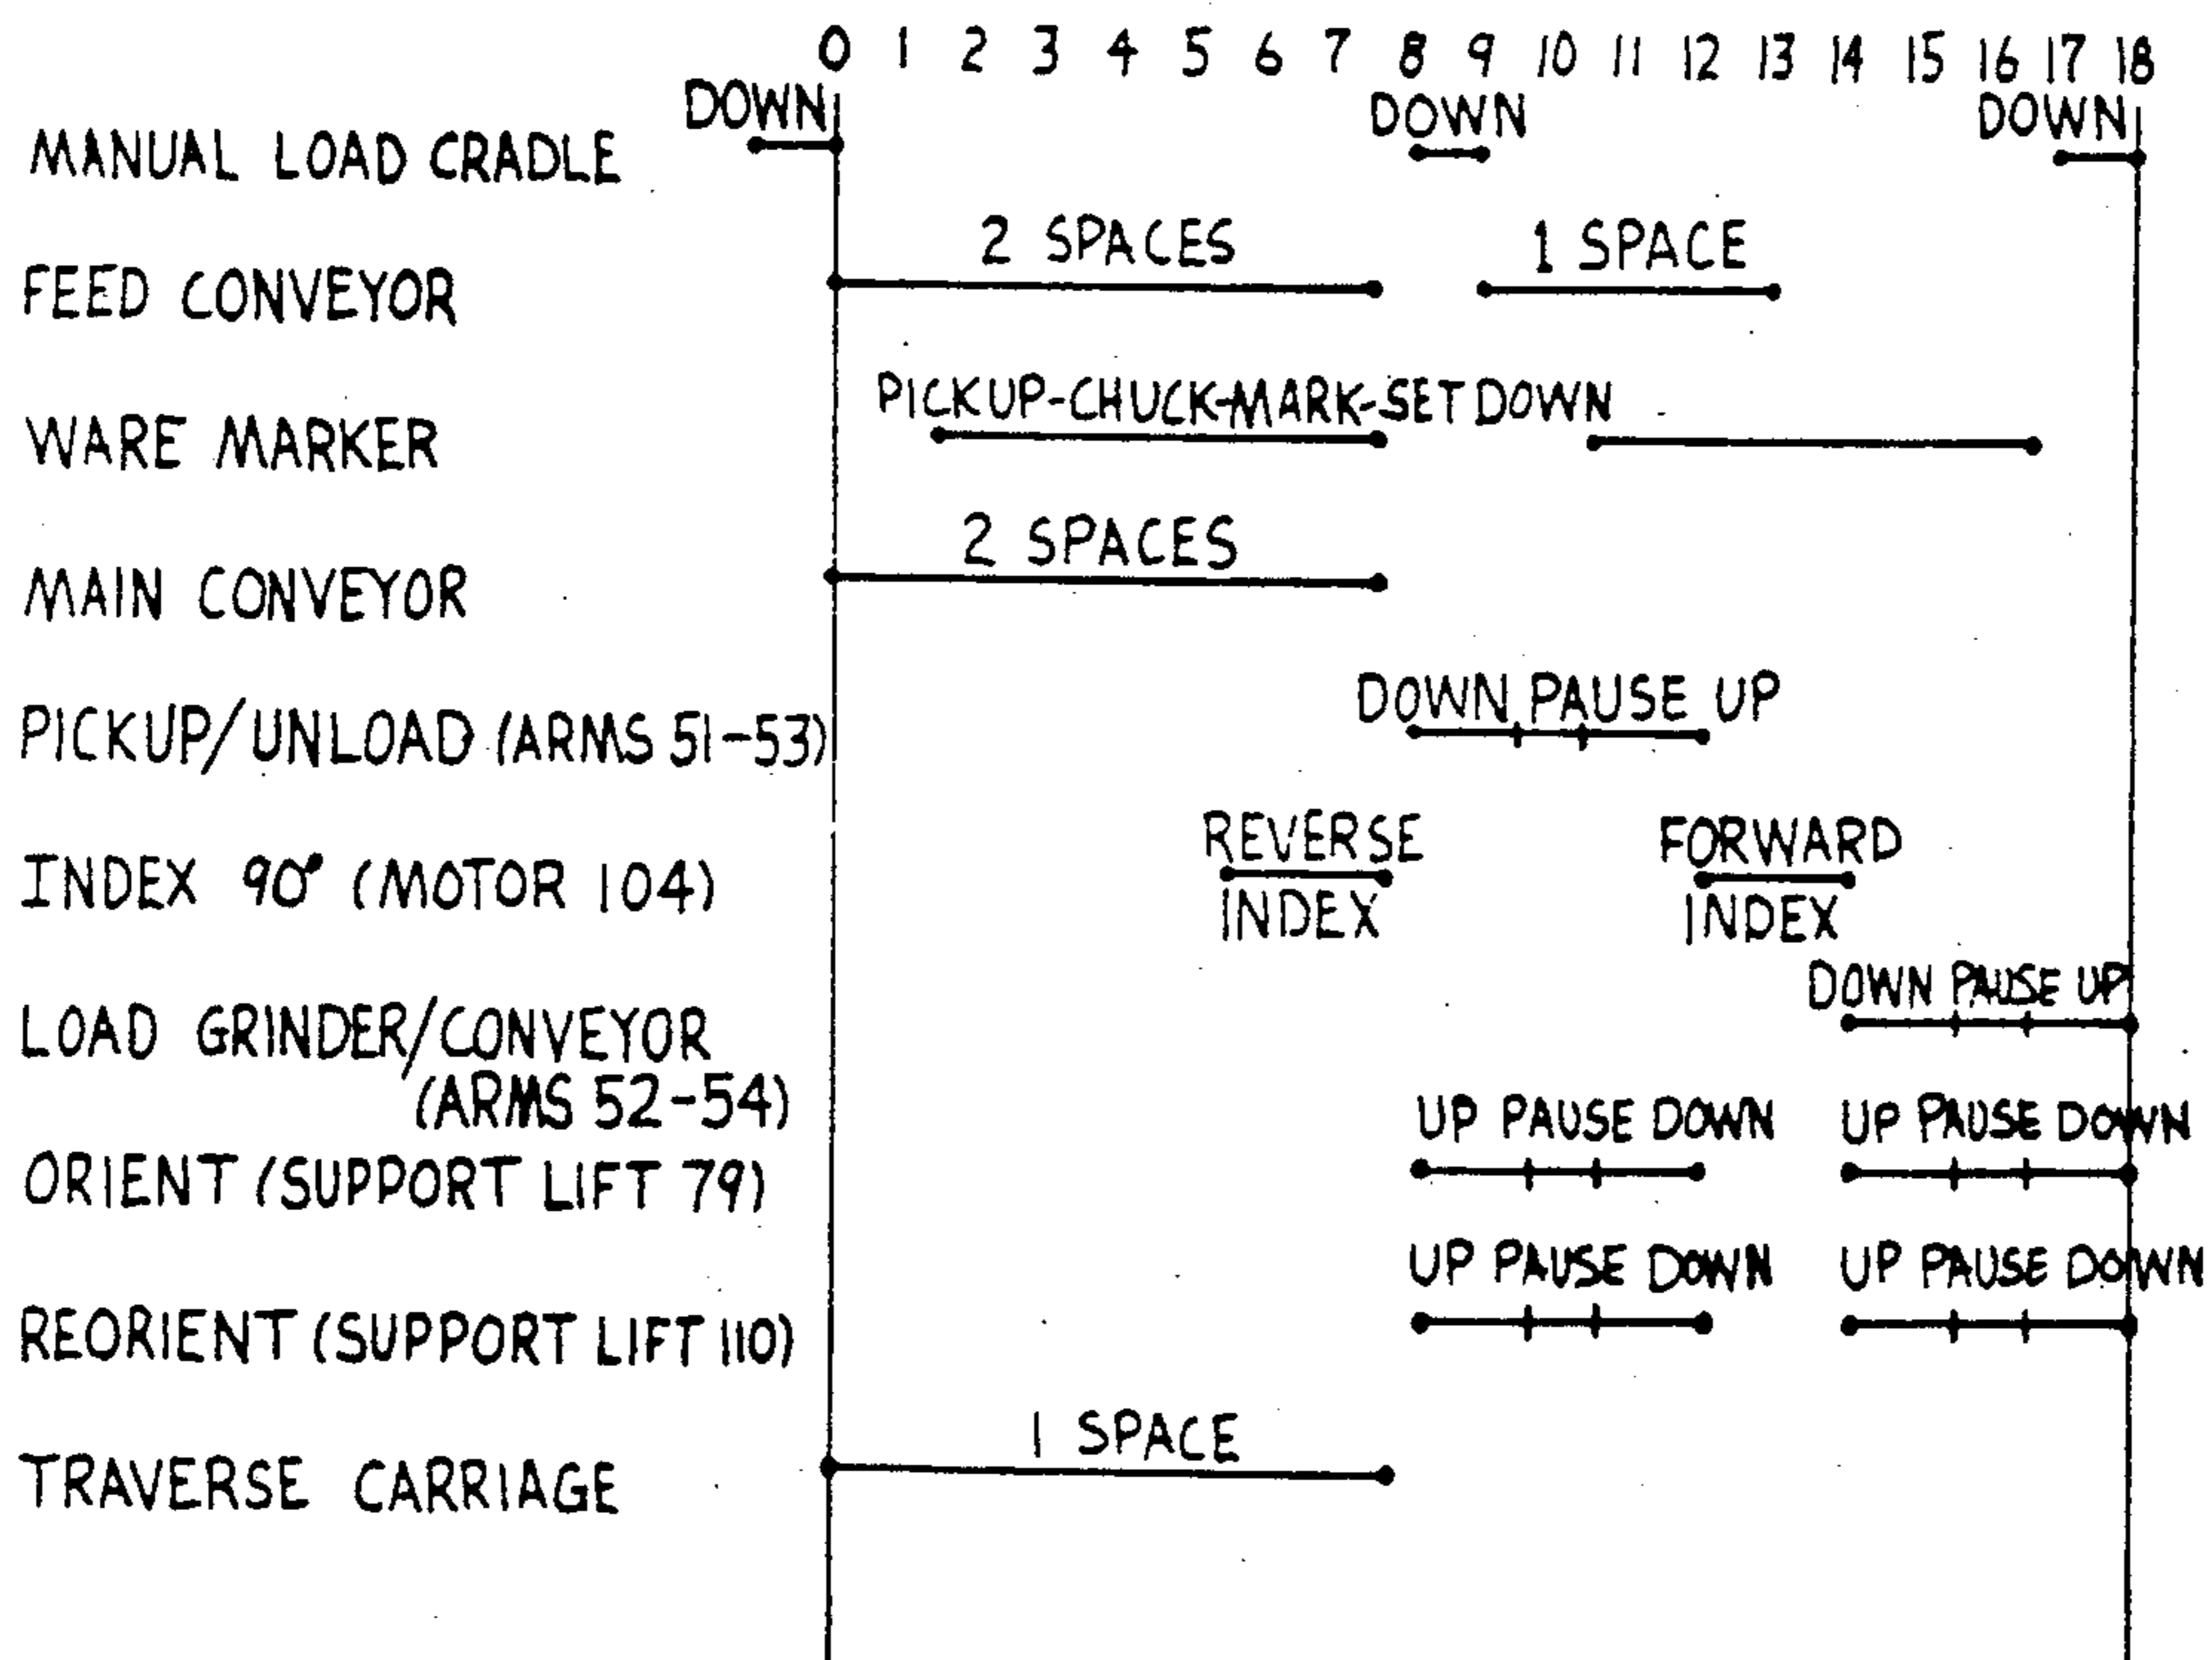 0 1 2 3 4 5 6 7 8 9 10 11 12 13 14 15 16 17 18
DOWN DOWN DOWN
MANUAL LOAD CRADLE
2 SPACES 1 SPACE
FEED CONVEYOR
PICKUP-CHUCK-MARK-SET DOWN
WARE MARKER
2 SPACES
MAIN CONVEYOR
DOWN PAUSE UP
PICKUP/UNLOAD (ARMS 51-53)
REVERSE FORWARD
INDEX 90° (MOTOR 104)
INDEX INDEX
DOWN PAUSE UP
LOAD GRINDER/CONVEYOR
(ARMS 52-54)
UP PAUSE DOWN UP PAUSE DOWN
ORIENT (SUPPORT LIFT 79)
UP PAUSE DOWN UP PAUSE DOWN
REORIENT (SUPPORT LIFT 110)
1 SPACE
TRAVERSE CARRIAGE